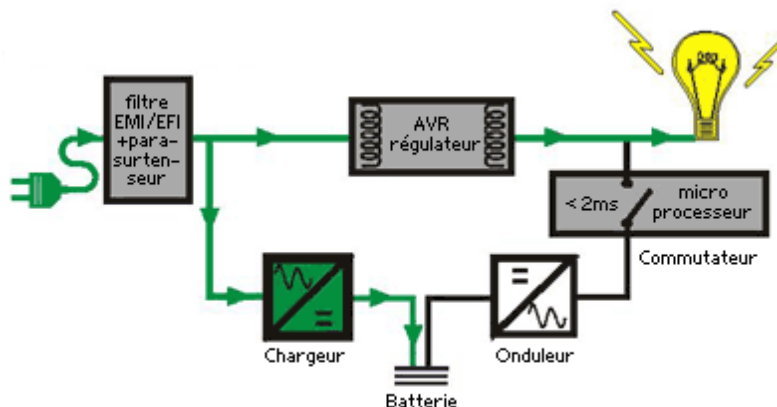 filtre
EMI/EFI
+para-
surten-
seur
AVR
régulateur
< 2ms
micro
processeur
Commutateur
Chargeur
Onduleur
Batterie